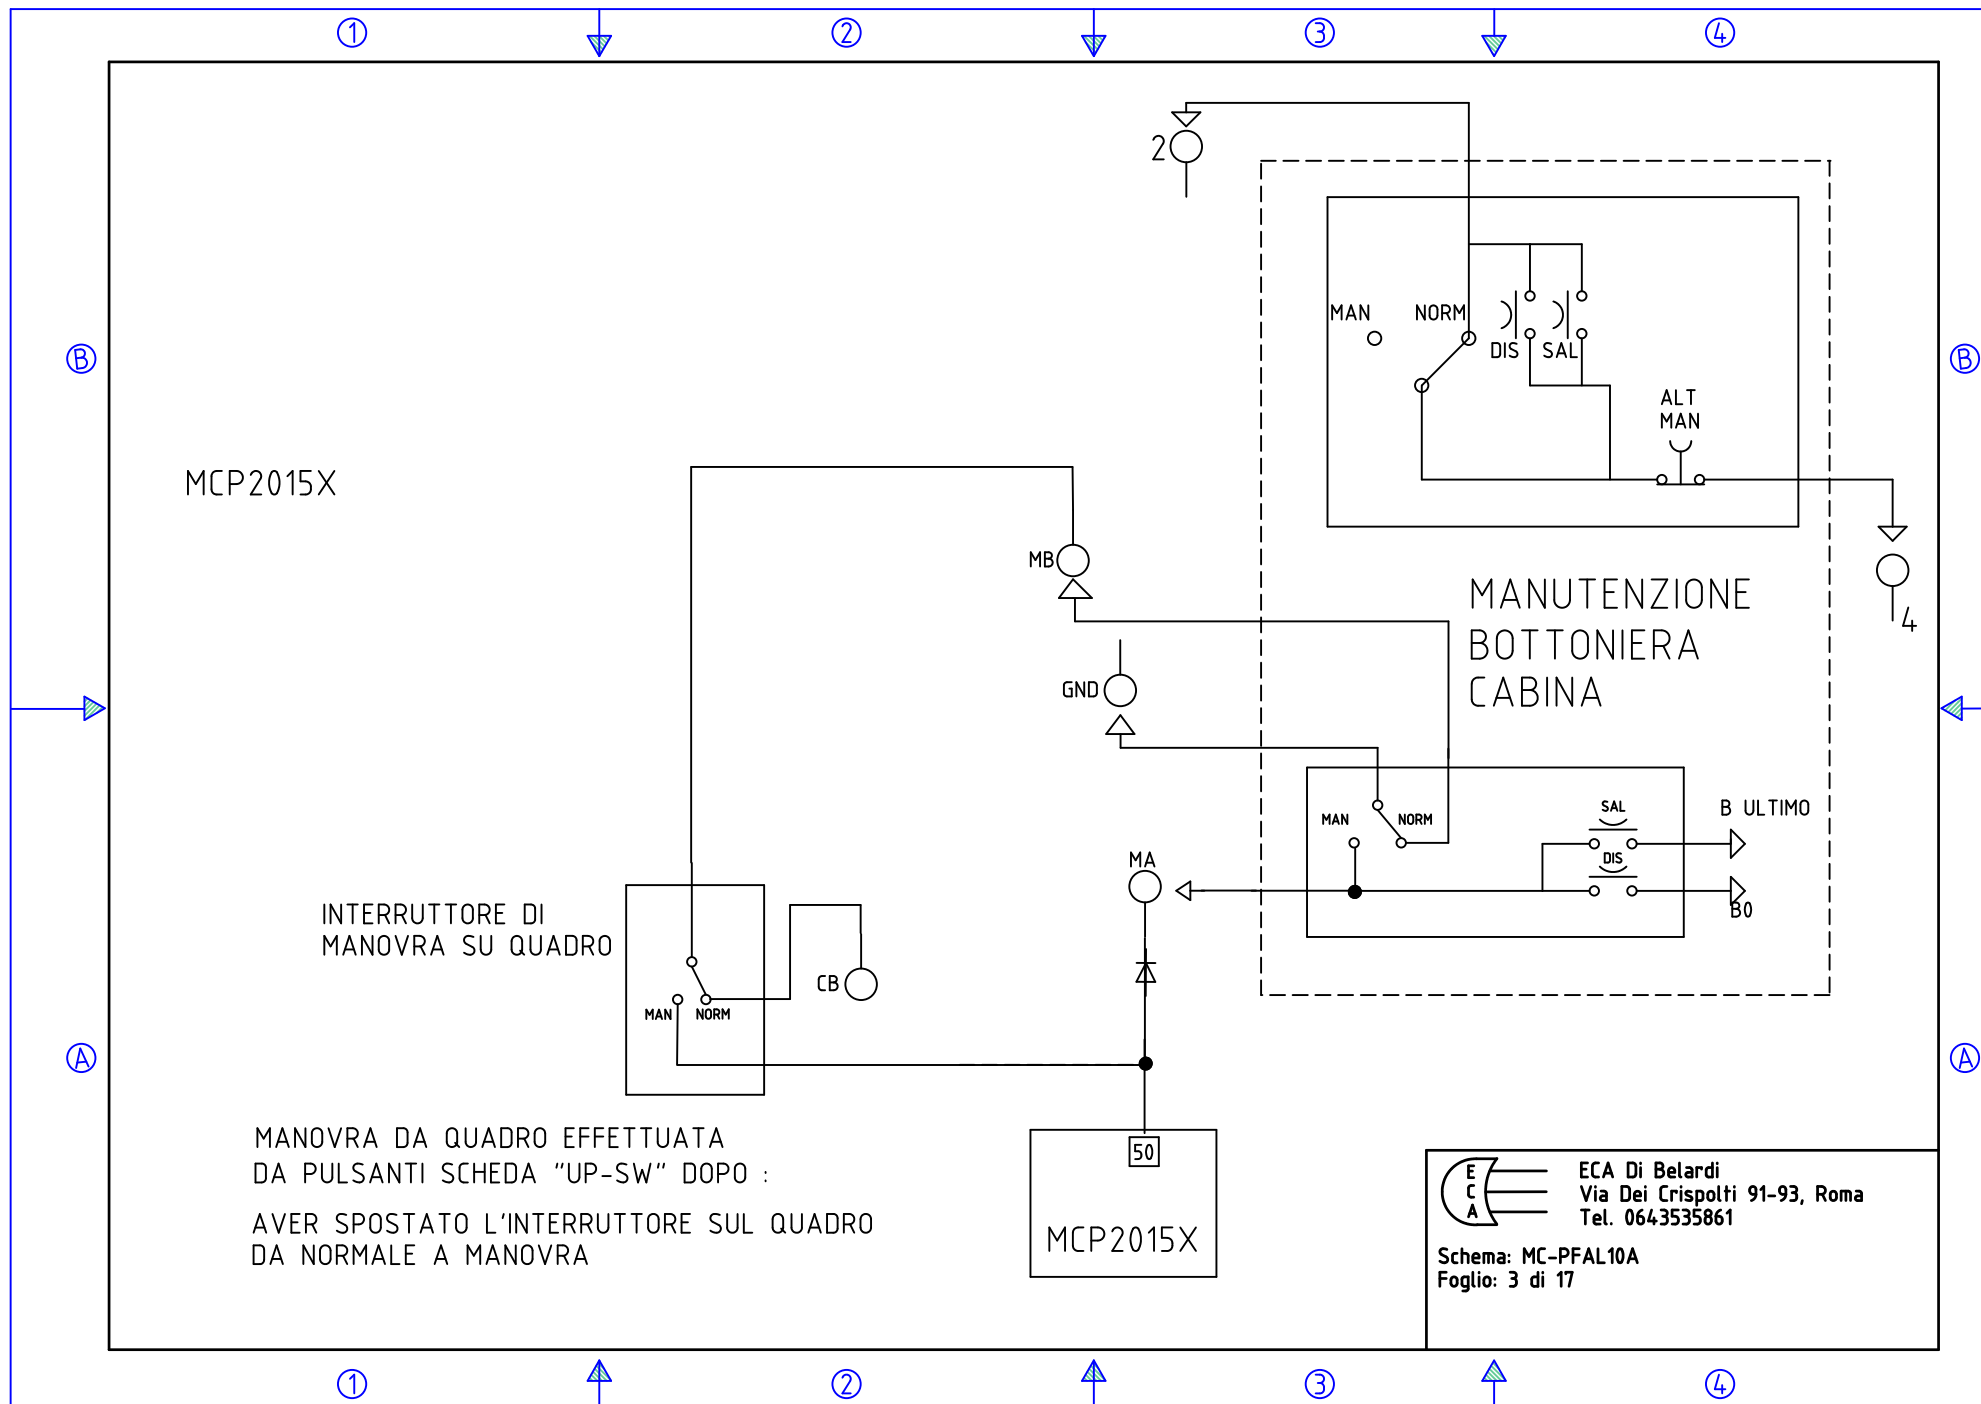 1 2 3 4
2
MAN NORM
DIS SAL
ALT
MAN
B B
MCP2015X
MB
4
MANUTENZIONE
BOTTONIERA
CABINA
GND
SAL
B ULTIMO
MAN NORM
DIS
MA
B0
INTERRUTTORE DI
MANOVRA SU QUADRO
CB
MAN NORM
A A
MANOVRA DA QUADRO EFFETTUATA
DA PULSANTI SCHEDA "UP-SW" DOPO :
AVER SPOSTATO L'INTERRUTTORE SUL QUADRO
DA NORMALE A MANOVRA
50
MCP2015X
E
C
A
ECA Di Belardi
Via Dei Crispolti 91-93, Roma
Tel. 0643535861
Schema: MC-PFAL10A
Foglio: 3 di 17
1 2 3 4